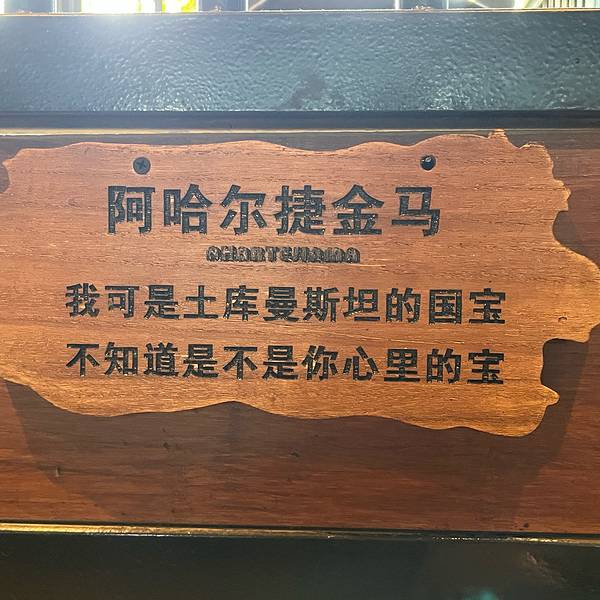 阿哈尔捷金马
我可是土库曼斯坦的国宝
不知道是不是你心里的宝